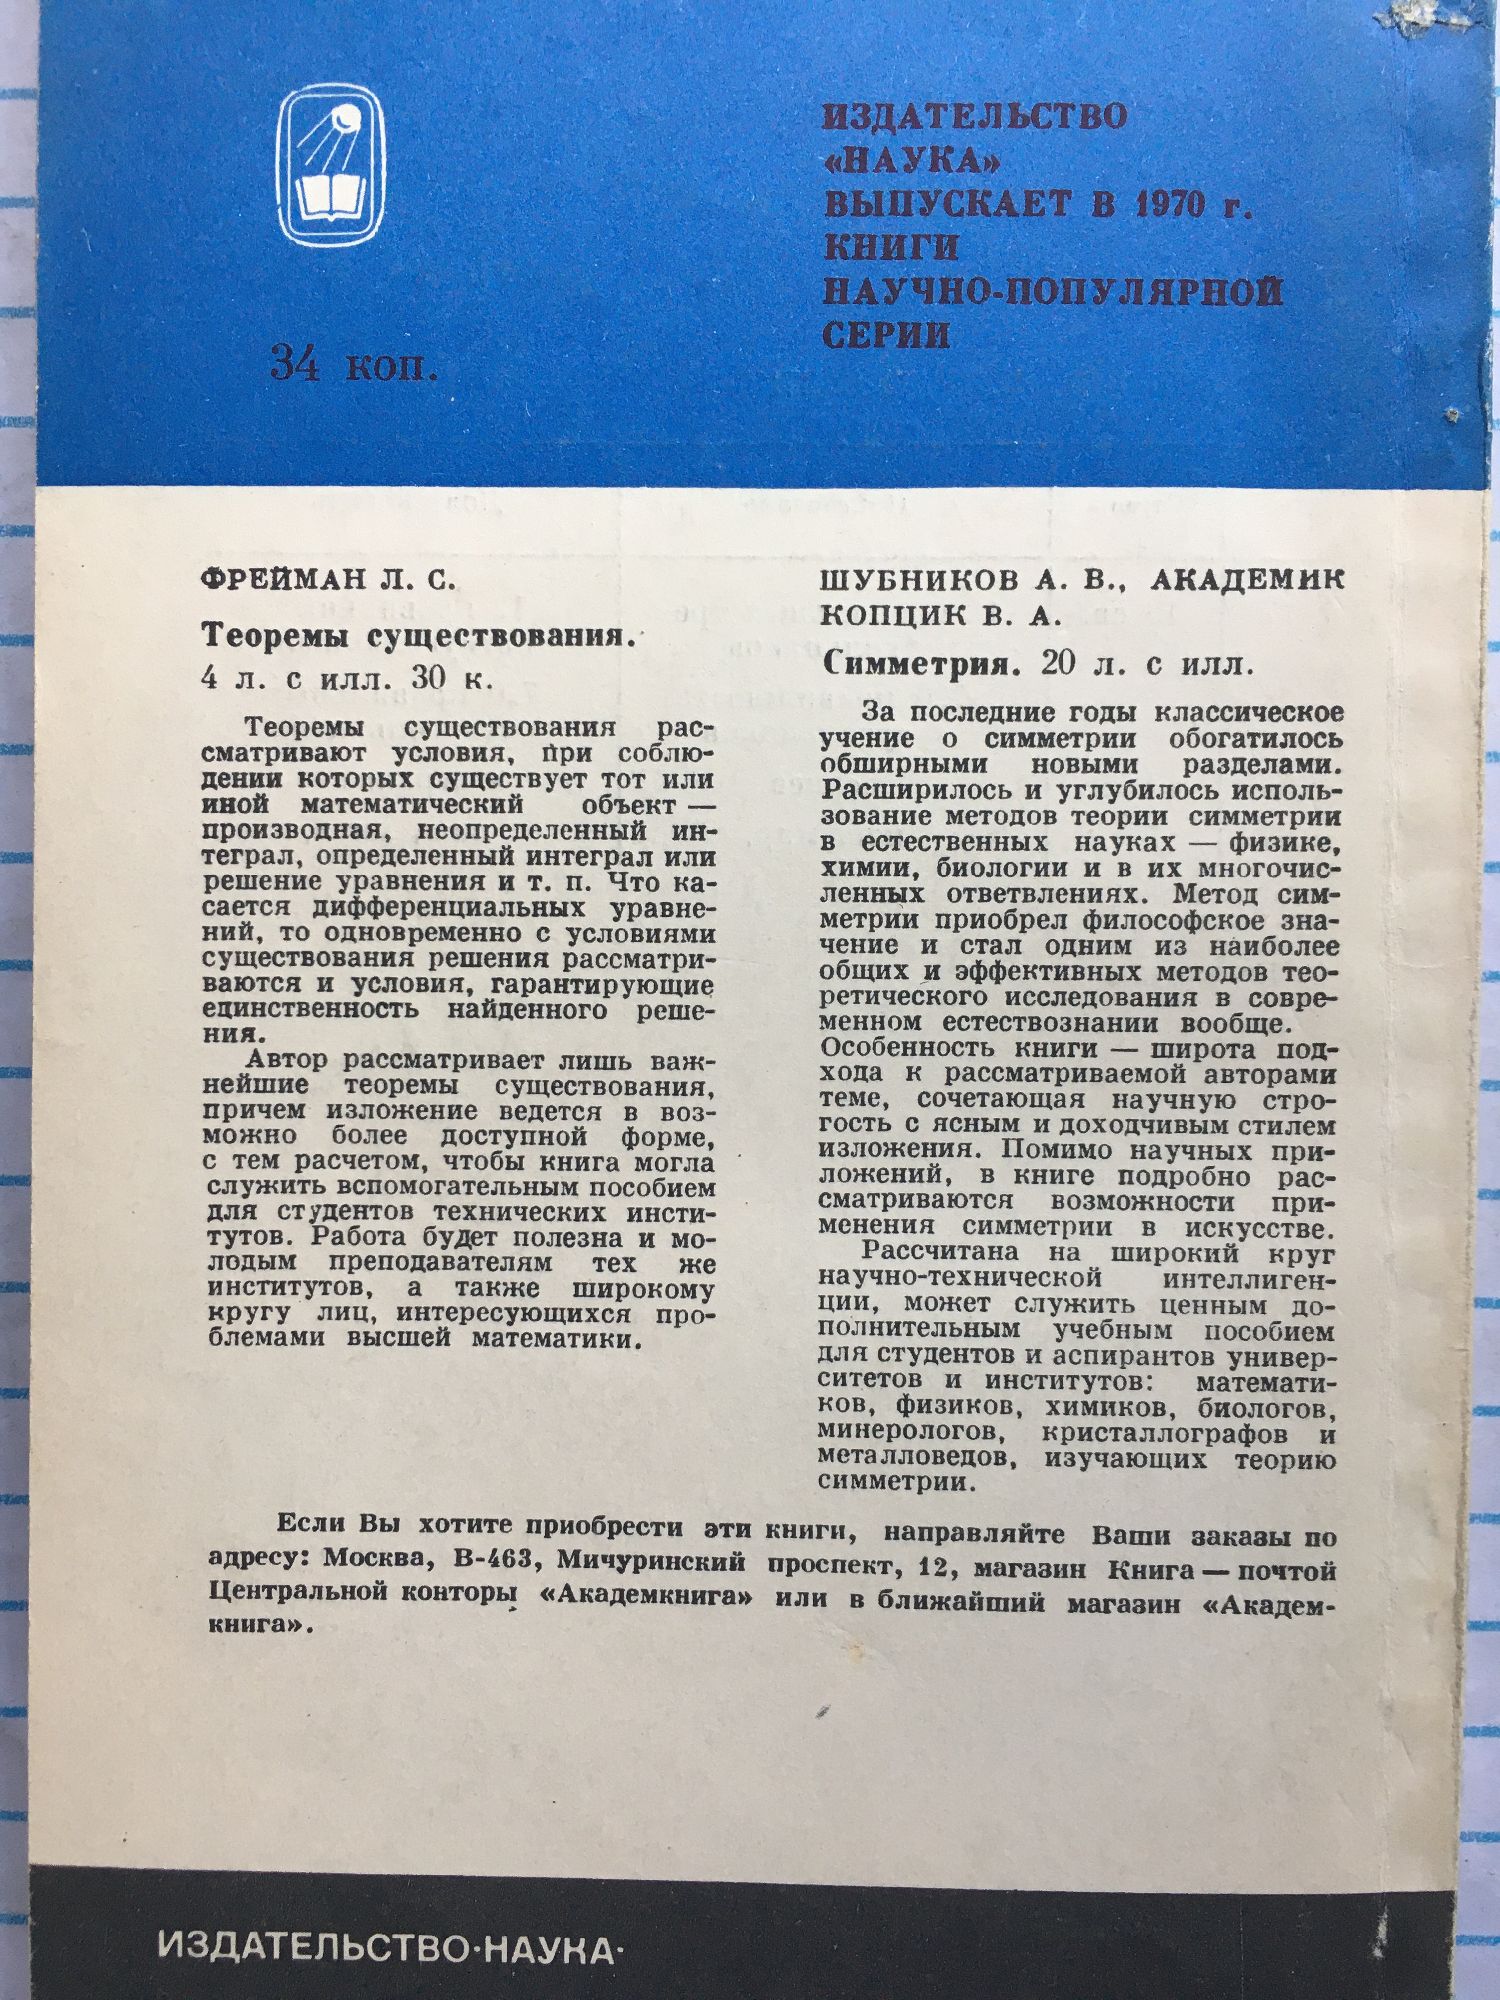 ИЗДАТЕЛЬСТВО
«НАУКА»
ВЫПУСКАЕТ В 1970 г.
КНИГИ
НАУЧНО-ПОПУЛЯРНОЙ
СЕРИИ
34 коп.
ФРЕЙМАН Л. С.
Теоремы существования.
4 л. с илл. 30 к.
Теоремы существования рас-
сматривают условия, при соблю-
дении которых существует тот или
иной математический объект —
производная, неопределенный ин-
теграл, определенный интеграл или
решение уравнения и т. п. Что ка-
сается дифференциальных уравне-
ний, то одновременно с условиями
существования решения рассматри-
ваются и условия, гарантирующие
единственность найденного реше-
ния.
Автор рассматривает лишь важ-
нейшие теоремы существования,
причем изложение ведется в воз-
можно более доступной форме,
с тем расчетом, чтобы книга могла
служить вспомогательным пособием
для студентов технических инсти-
тутов. Работа будет полезна и мо-
лодым преподавателям тех же
институтов, а также широкому
кругу лиц, интересующихся про-
блемами высшей математики.
ШУБНИКОВ А. В., АКАДЕМИК
КОПЦИК В. А.
Симметрия. 20 л. с илл.
За последние годы классическое
учение о симметрии обогатилось
обширными новыми разделами.
Расширилось и углубилось исполь-
зование методов теории симметрии
в естественных науках — физике,
химии, биологии и в их многочис-
ленных ответвлениях. Метод сим-
метрии приобрел философское зна-
чение и стал одним из наиболее
общих и эффективных методов тео-
ретического исследования в совре-
менном естествознании вообще.
Особенность книги — широта под-
хода к рассматриваемой авторами
теме, сочетающая научную стро-
гость с ясным и доходчивым стилем
изложения. Помимо научных при-
ложений, в книге подробно рас-
сматриваются возможности при-
менения симметрии в искусстве.
Рассчитана на широкий круг
научно-технической интеллиген-
ции, может служить ценным до-
полнительным учебным пособием
для студентов и аспирантов универ-
ситетов и институтов: математи-
ков, физиков, химиков, биологов,
минерологов, кристаллографов и
металловедов, изучающих теорию
симметрии.
Если Вы хотите приобрести эти книги, направляйте Ваши заказы по
адресу: Москва, В-463, Мичуринский проспект, 12, магазин Книга — почтой
Центральной конторы «Академкнига» или в ближайший магазин «Академ-
книга».
ИЗДАТЕЛЬСТВО·НАУКА·